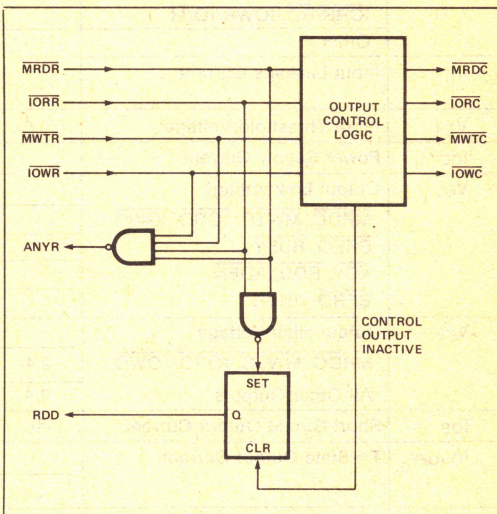 MRDR
IORR
MWTR
IOWR
ANYR
OUTPUT
CONTROL
LOGIC
MRDC
IORC
MWTC
IOWC
CONTROL
OUTPUT
INACTIVE
SET
Q
CLR
RDD